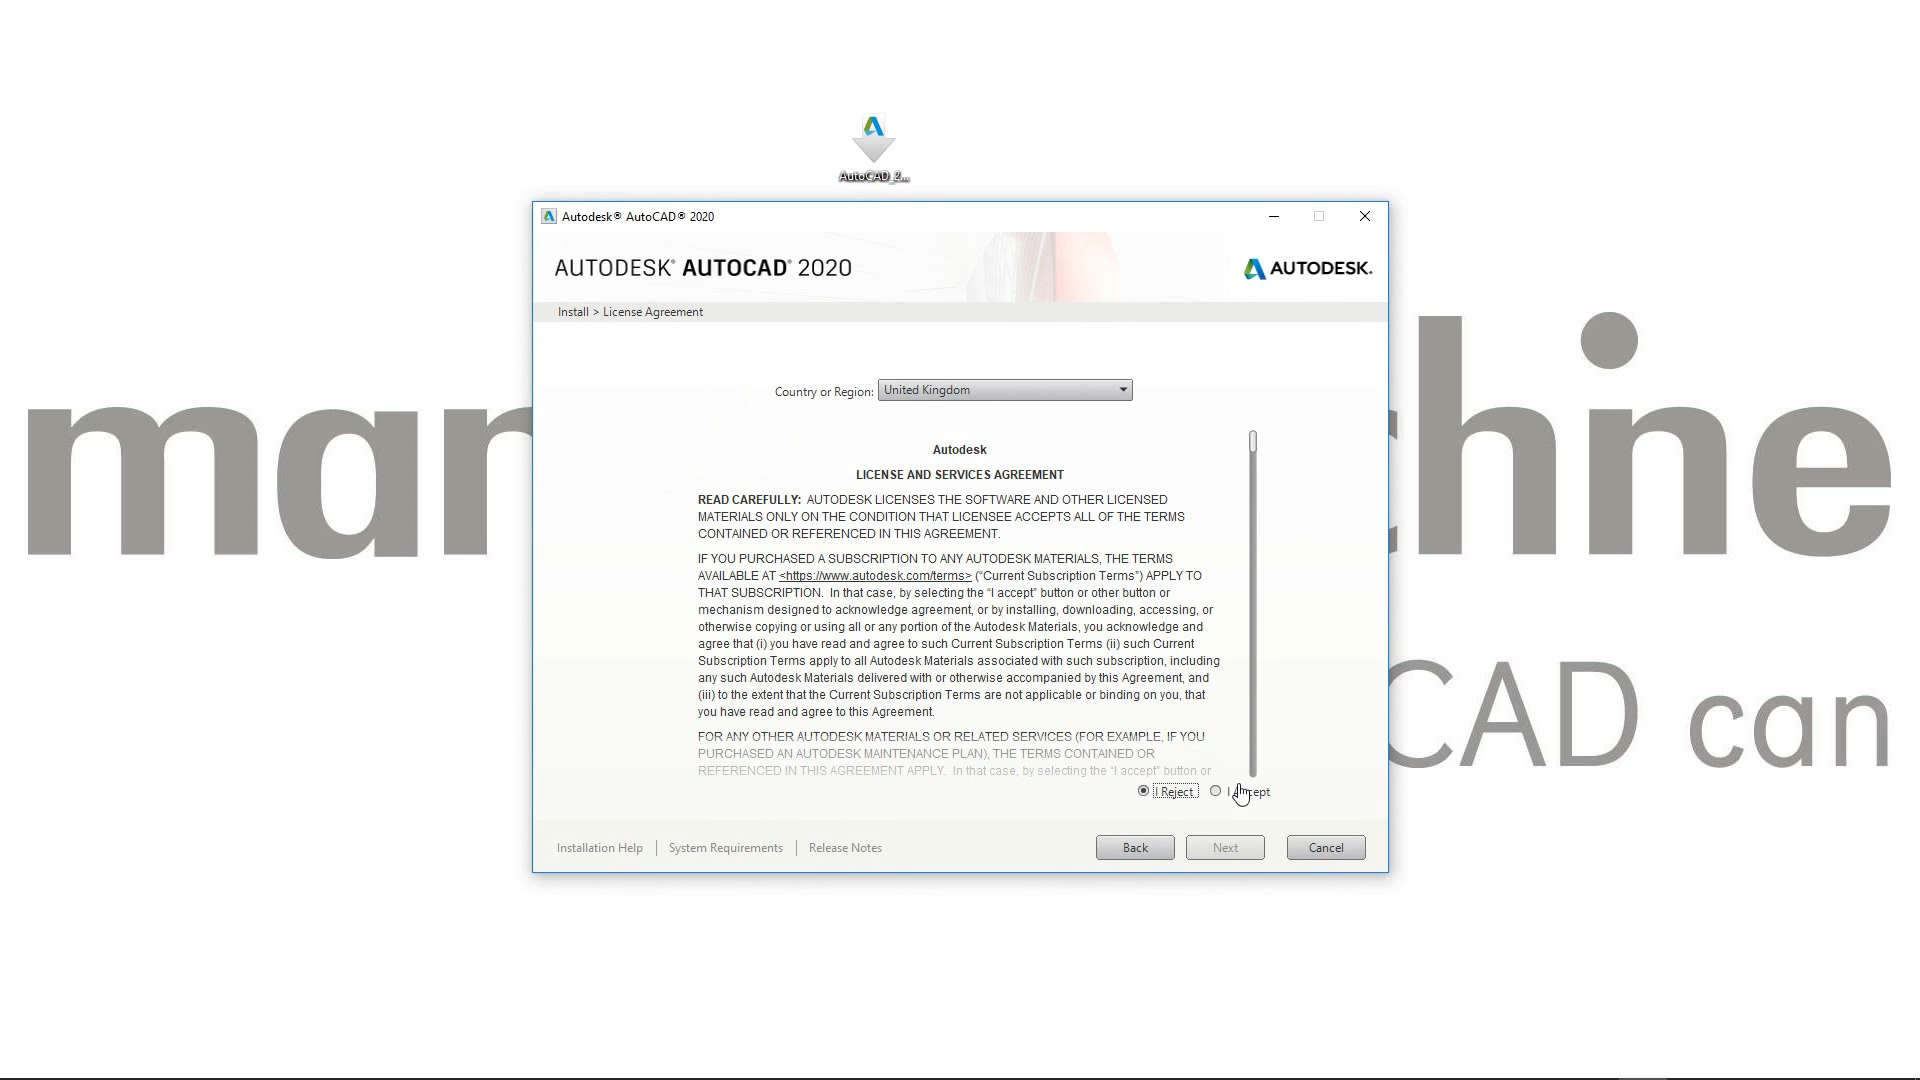 AutoCAD_2...
Autodesk® AutoCAD® 2020
AUTODESK® AUTOCAD® 2020
AUTODESK.
Install > License Agreement
Country or Region: United Kingdom
Autodesk
LICENSE AND SERVICES AGREEMENT
READ CAREFULLY: AUTODESK LICENSES THE SOFTWARE AND OTHER LICENSED
MATERIALS ONLY ON THE CONDITION THAT LICENSEE ACCEPTS ALL OF THE TERMS
CONTAINED OR REFERENCED IN THIS AGREEMENT.
IF YOU PURCHASED A SUBSCRIPTION TO ANY AUTODESK MATERIALS, THE TERMS
AVAILABLE AT <https://www.autodesk.com/terms> (“Current Subscription Terms”) APPLY TO
THAT SUBSCRIPTION. In that case, by selecting the “I accept” button or other button or
mechanism designed to acknowledge agreement, or by installing, downloading, accessing, or
otherwise copying or using all or any portion of the Autodesk Materials, you acknowledge and
agree that (i) you have read and agree to such Current Subscription Terms (ii) such Current
Subscription Terms apply to all Autodesk Materials associated with such subscription, including
any such Autodesk Materials delivered with or otherwise accompanied by this Agreement, and
(iii) to the extent that the Current Subscription Terms are not applicable or binding on you, that
you have read and agree to this Agreement.
FOR ANY OTHER AUTODESK MATERIALS OR RELATED SERVICES (FOR EXAMPLE, IF YOU
PURCHASED AN AUTODESK MAINTENANCE PLAN), THE TERMS CONTAINED OR
REFERENCED IN THIS AGREEMENT APPLY. In that case, by selecting the “I accept” button or
I Reject I Accept
Installation Help System Requirements Release Notes Back Next Cancel
CAD can